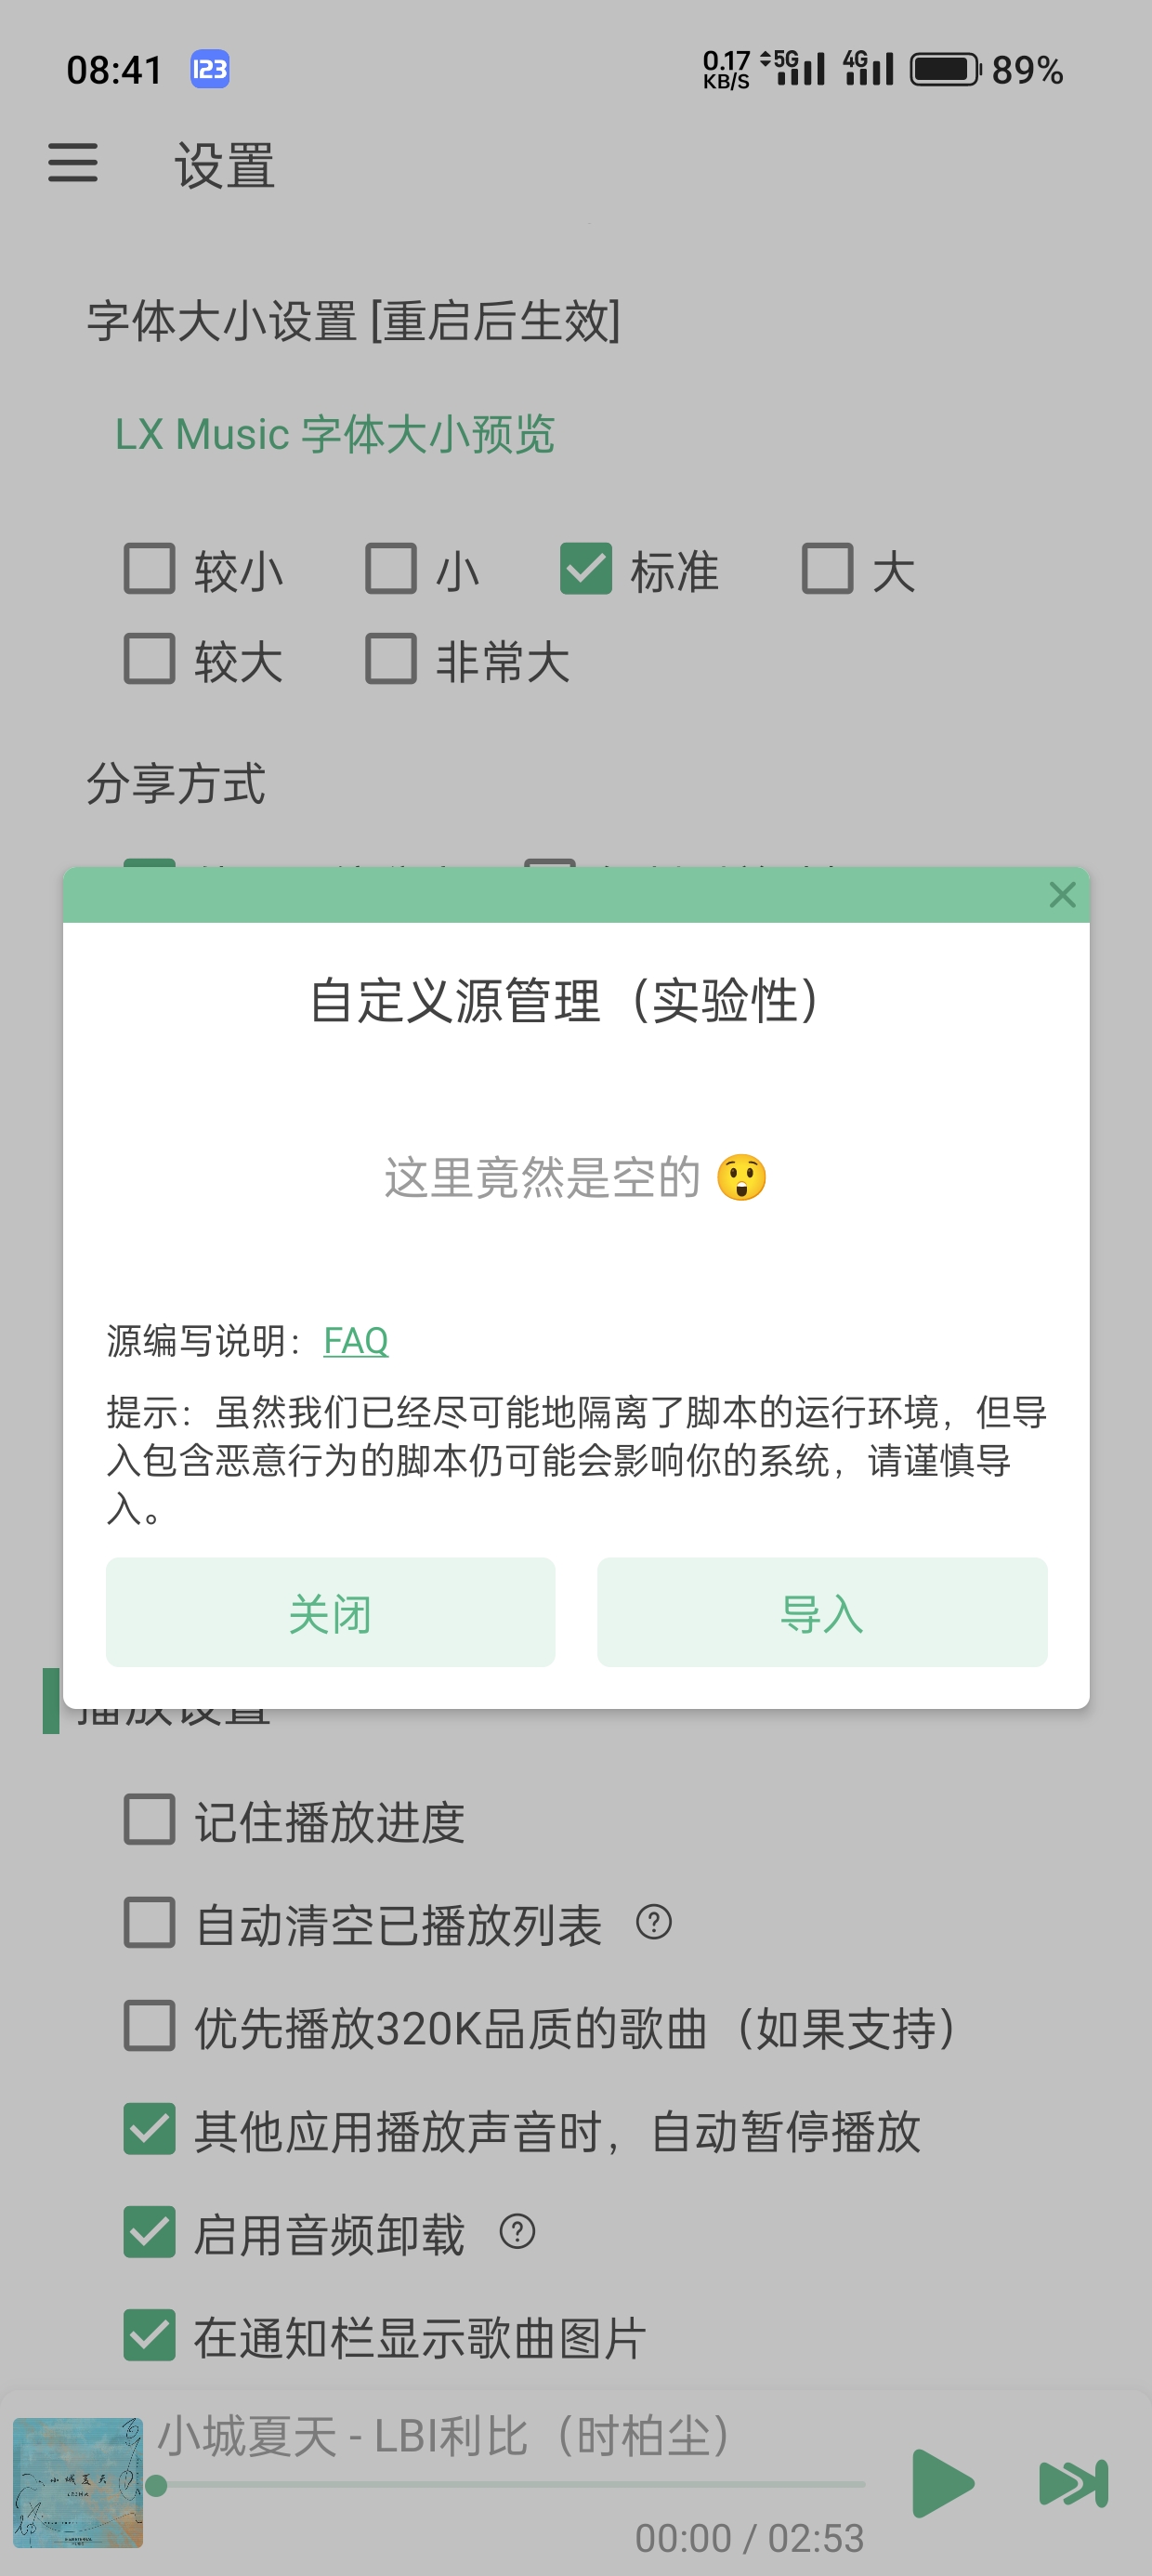 08:41 123 0.17 KB/S 5G 4G 89%
设置
字体大小设置 [重启后生效]
LX Music 字体大小预览
较小 小 标准 大
较大 非常大
分享方式
自定义源管理（实验性）
这里竟然是空的 😲
源编写说明： FAQ
提示：虽然我们已经尽可能地隔离了脚本的运行环境，但导
入包含恶意行为的脚本仍可能会影响你的系统，请谨慎导
入。
关闭 导入
播放设置
记住播放进度
自动清空已播放列表
优先播放320K品质的歌曲（如果支持）
其他应用播放声音时，自动暂停播放
启用音频卸载
在通知栏显示歌曲图片
小城夏天 - LBI利比（时柏尘）
小城夏天
00:00 / 02:53